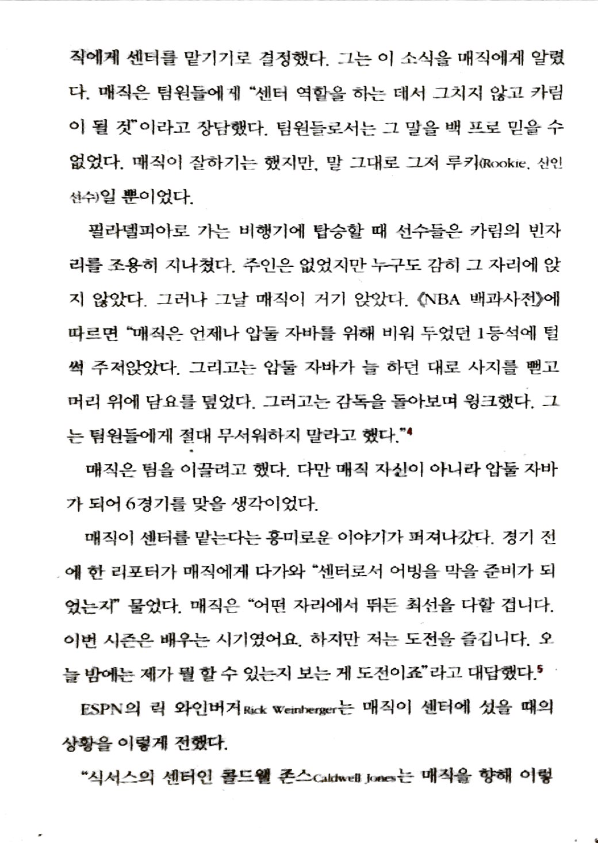 직에게 센터를 맡기기로 결정했다. 그는 이 소식을 매직에게 알렸
다. 매직은 팀원들에게 “센터 역할을 하는 데서 그치지 않고 카림
이 될 것”이라고 장담했다. 팀원들로서는 그 말을 백 프로 믿을 수
없었다. 매직이 잘하기는 했지만, 말 그대로 그저 루키(Rookie, 신인
선수)일 뿐이었다.
필라델피아로 가는 비행기에 탑승할 때 선수들은 카림의 빈자
리를 조용히 지나쳤다. 주인은 없었지만 누구도 감히 그 자리에 앉
지 않았다. 그러나 그날 매직이 거기 앉았다. 《NBA 백과사전》에
따르면 “매직은 언제나 압둘 자바를 위해 비워 두었던 1등석에 털
썩 주저앉았다. 그리고는 압둘 자바가 늘 하던 대로 사지를 뻗고
머리 위에 담요를 덮었다. 그러고는 감독을 돌아보며 윙크했다. 그
는 팀원들에게 절대 무서워하지 말라고 했다.”4
매직은 팀을 이끌려고 했다. 다만 매직 자신이 아니라 압둘 자바
가 되어 6경기를 맞을 생각이었다.
매직이 센터를 맡는다는 흥미로운 이야기가 퍼져나갔다. 경기 전
에 한 리포터가 매직에게 다가와 “센터로서 어빙을 막을 준비가 되
었는지” 물었다. 매직은 “어떤 자리에서 뛰든 최선을 다할 겁니다.
이번 시즌은 배우는 시기였어요. 하지만 저는 도전을 즐깁니다. 오
늘 밤에는 제가 뭘 할 수 있는지 보는 게 도전이죠”라고 대답했다.5
ESPN의 릭 와인버거Rick Weinberger는 매직이 센터에 섰을 때의
상황을 이렇게 전했다.
“식서스의 센터인 콜드웰 존스Caldwell Jones는 매직을 향해 이렇